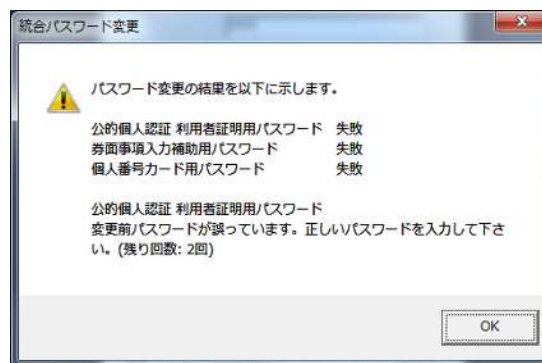 統合パスワード変更
パスワード変更の結果を以下に示します。
公的個人認証 利用者証明用パスワード 失敗
券面事項入力補助用パスワード 失敗
個人番号カード用パスワード 失敗
公的個人認証 利用者証明用パスワード
変更前パスワードが誤っています。正しいパスワードを入力して下さ
い。(残り回数: 2回)
OK